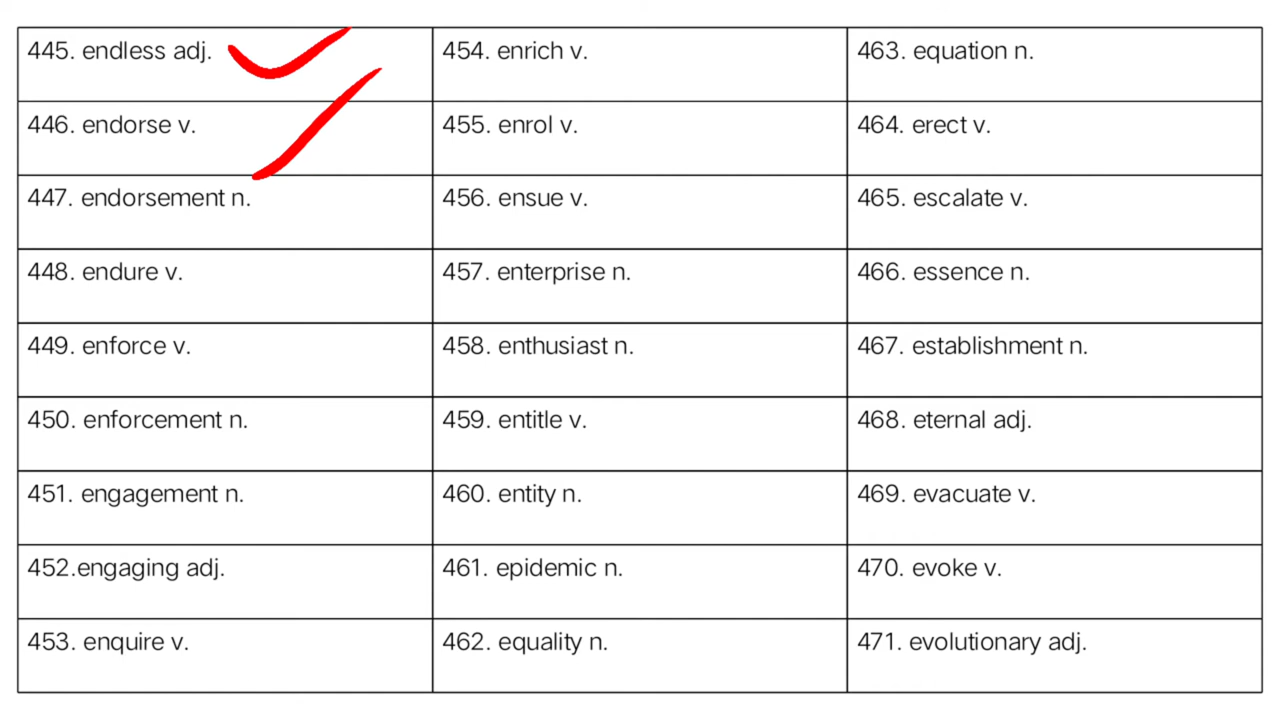 445. endless adj.
454. enrich v.
463. equation n.
446. endorse v.
455. enrol v.
464. erect v.
447. endorsement n.
456. ensue v.
465. escalate v.
448. endure v.
457. enterprise n.
466. essence n.
449. enforce v.
458. enthusiast n.
467. establishment n.
450. enforcement n.
459. entitle v.
468. eternal adj.
451. engagement n.
460. entity n.
469. evacuate v.
452.engaging adj.
461. epidemic n.
470. evoke v.
453. enquire v.
462. equality n.
471. evolutionary adj.